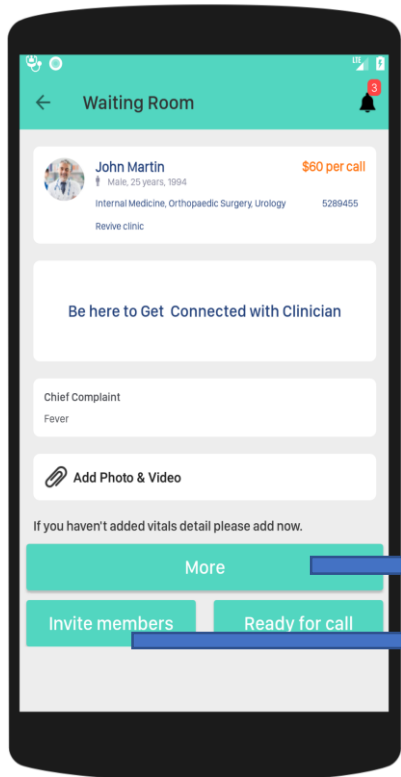 LTE
Waiting Room
3
John Martin
$60 per call
Male, 25 years, 1994
Internal Medicine, Orthopaedic Surgery, Urology
5289455
Revive clinic
Be here to Get Connected with Clinician
Chief Complaint
Fever
Add Photo & Video
If you haven't added vitals detail please add now.
More
Invite members
Ready for call